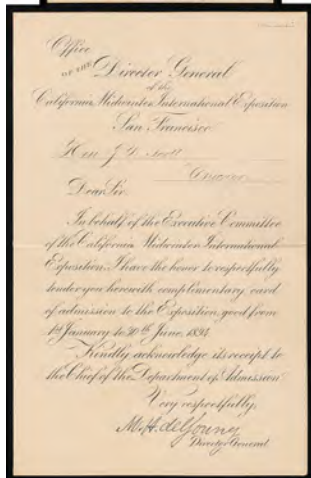 Office
OF THE Director General
of the
California Midwinter International Exposition
San Francisco
Hon J. D. Scott
Dear Sir.
In behalf of the Executive Committee
of the California Midwinter International
Exposition, I have the honor to respectfully
tender you herewith complimentary card
of admission to the Exposition, good from
1st January to 30th June, 1894.
Kindly acknowledge its receipt to
the Chief of the Department of Admission.
Very respectfully,
M. H. de Young
Director General